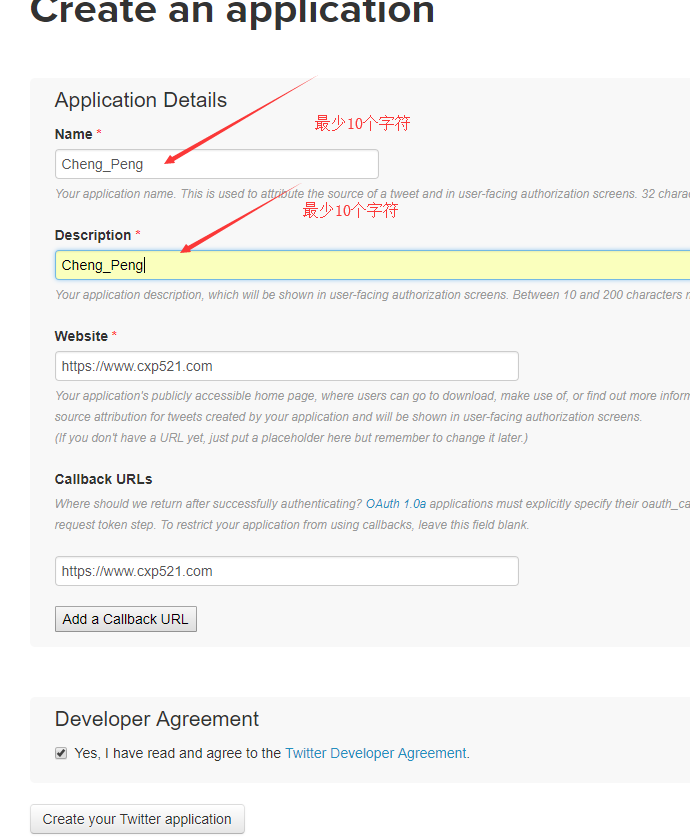 Create an application
Application Details
Name *
最少10个字符
Cheng_Peng
Your application name. This is used to attribute the source of a tweet and in user-facing authorization screens. 32
最少10个字符
Description *
Cheng_Peng
Your application description, which will be shown in user-facing authorization screens. Between 10 and 200 characters
Website *
https://www.cxp521.com
Your application's publicly accessible home page, where users can go to download, make use of, or find out more
source attribution for tweets created by your application and will be shown in user-facing authorization screens.
(If you don't have a URL yet, just put a placeholder here but remember to change it later.)
Callback URLs
Where should we return after successfully authenticating? OAuth 1.0a applications must explicitly specify their
request token step. To restrict your application from using callbacks, leave this field blank.
https://www.cxp521.com
Add a Callback URL
Developer Agreement
Yes, I have read and agree to the Twitter Developer Agreement.
Create your Twitter application